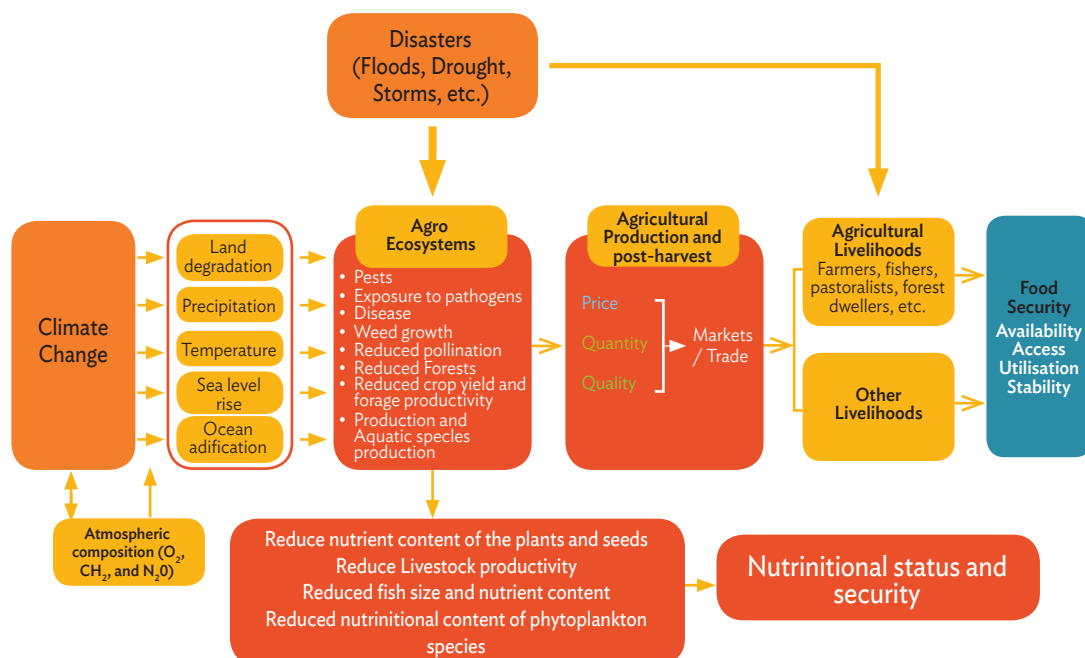 Disasters
(Floods, Drought,
Storms, etc.)
Climate
Change
Land
degradation
Precipitation
Temperature
Sea level
rise
Ocean
adification
Atmospheric
composition (O₂,
CH₂, and N₂0)
Agro
Ecosystems
• Pests
• Exposure to pathogens
• Disease
• Weed growth
• Reduced pollination
• Reduced Forests
• Reduced crop yield and
forage productivity
• Production and
Aquatic species
production
Agricultural
Production and
post-harvest
Price
Quantity
Quality
Markets
/ Trade
Agricultural
Livelihoods
Farmers, fishers,
pastoralists, forest
dwellers, etc.
Other
Livelihoods
Food
Security
Availability
Access
Utilisation
Stability
Reduce nutrient content of the plants and seeds
Reduce Livestock productivity
Reduced fish size and nutrient content
Reduced nutrinitional content of phytoplankton
species
Nutrinitional status and
security